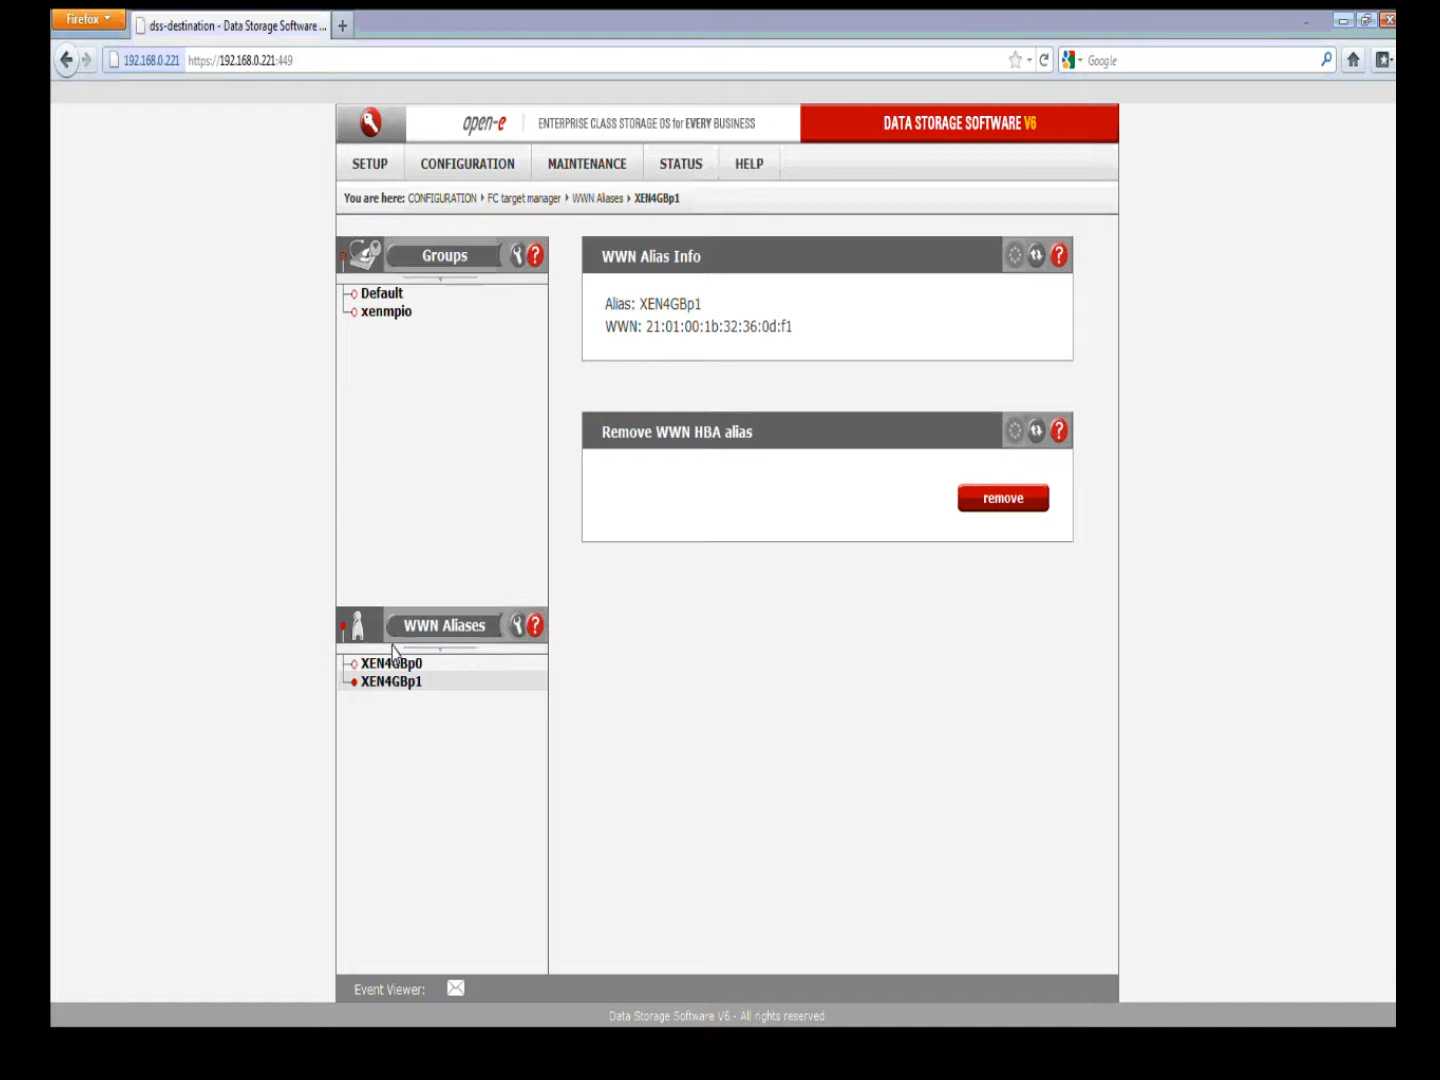 Firefox
dss-destination - Data Storage Software ...
192.168.0.221 https://192.168.0.221:449
Google
open-e ENTERPRISE CLASS STORAGE OS for EVERY BUSINESS
DATA STORAGE SOFTWARE V6
SETUP CONFIGURATION MAINTENANCE STATUS HELP
You are here: CONFIGURATION FC target manager WWN Aliases XEN4GBp1
Groups
Default
xenmpio
WWN Alias Info
Alias: XEN4GBp1
WWN: 21:01:00:1b:32:36:0d:f1
Remove WWN HBA alias
remove
WWN Aliases
XEN4GBp0
XEN4GBp1
Event Viewer:
Data Storage Software V6 - All rights reserved